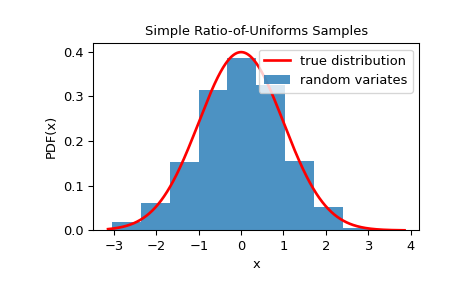 Simple Ratio-of-Uniforms Samples
true distribution
random variates
PDF(x)
0.4
0.3
0.2
0.1
0.0
−3 −2 −1 0 1 2 3 4
x